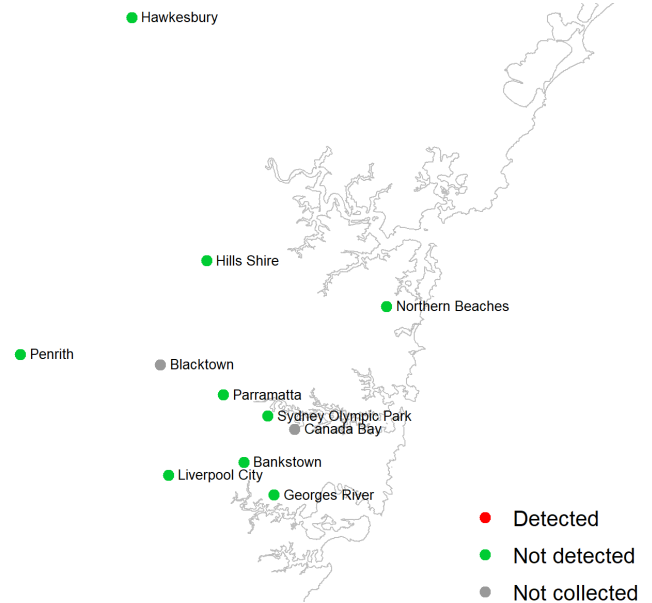 Hawkesbury
Hills Shire
Northern Beaches
Penrith
Blacktown
Parramatta
Sydney Olympic Park
Canada Bay
Bankstown
Liverpool City
Georges River
Detected
Not detected
Not collected